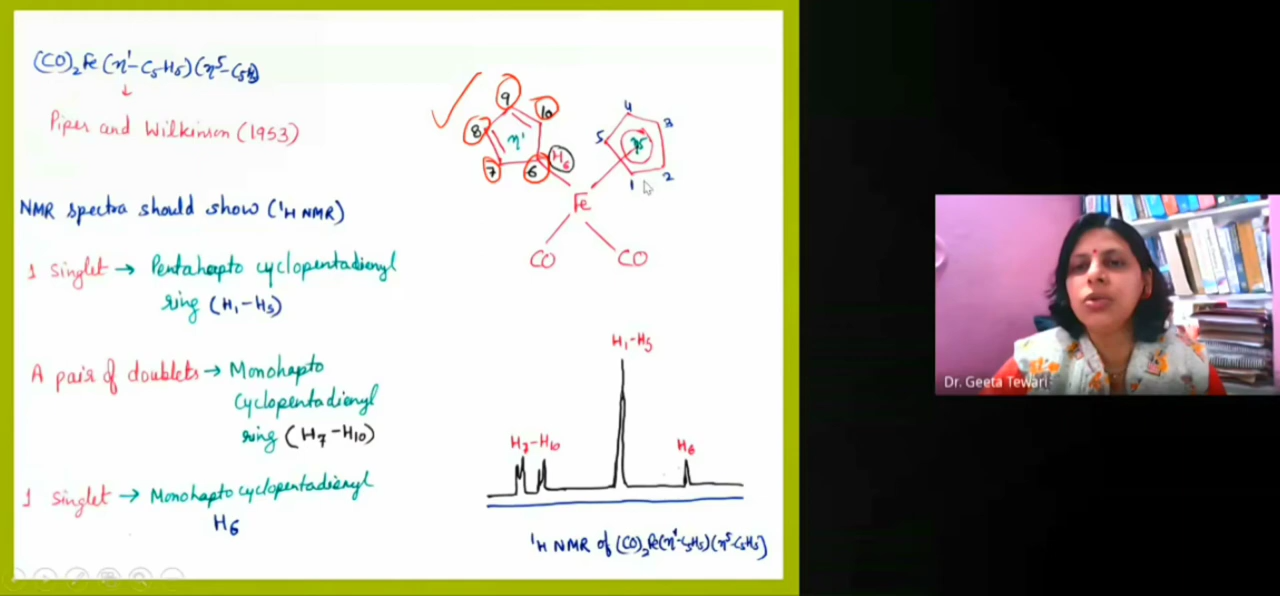 (CO)₂Fe(η¹-C₅H₅)(η⁵-C₅H₅)
↓
Piper and Wilkinson (1953)
NMR spectra should show (¹H NMR)
1 singlet → Pentahapto cyclopentadienyl
ring (H₁-H₅)
A pair of doublets → Monohapto
cyclopentadienyl
ring (H₇-H₁₀)
1 singlet → Monohapto cyclopentadienyl
H₆
9
10
8
η¹
7
6
H₆
4
3
5
η⁵
1
2
Fe
CO
CO
H₁-H₅
H₇-H₁₀
H₆
¹H NMR of (CO)₂Fe(η¹-C₅H₅)(η⁵-C₅H₅)
Dr. Geeta Tewari